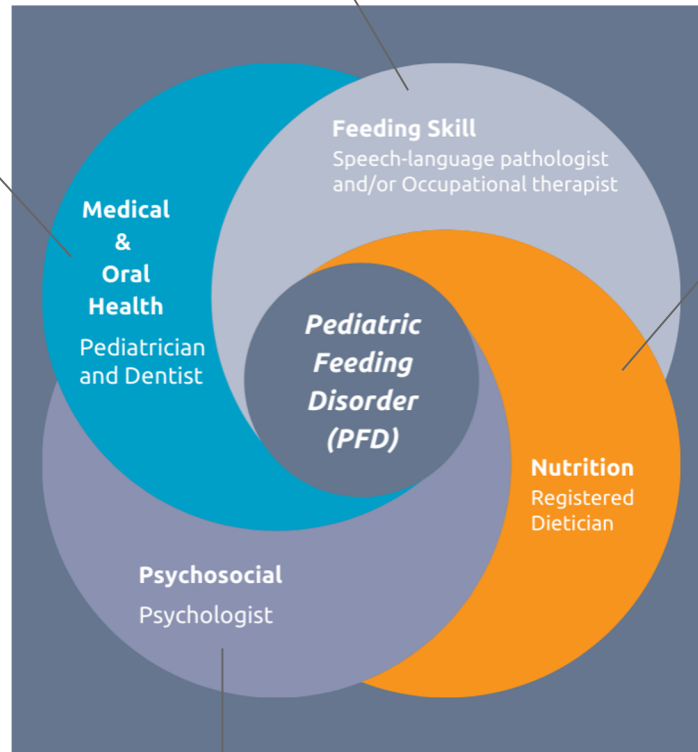 Feeding Skill
Speech-language pathologist
and/or Occupational therapist
Medical
&
Oral
Health
Pediatrician
and Dentist
Pediatric
Feeding
Disorder
(PFD)
Nutrition
Registered
Dietician
Psychosocial
Psychologist